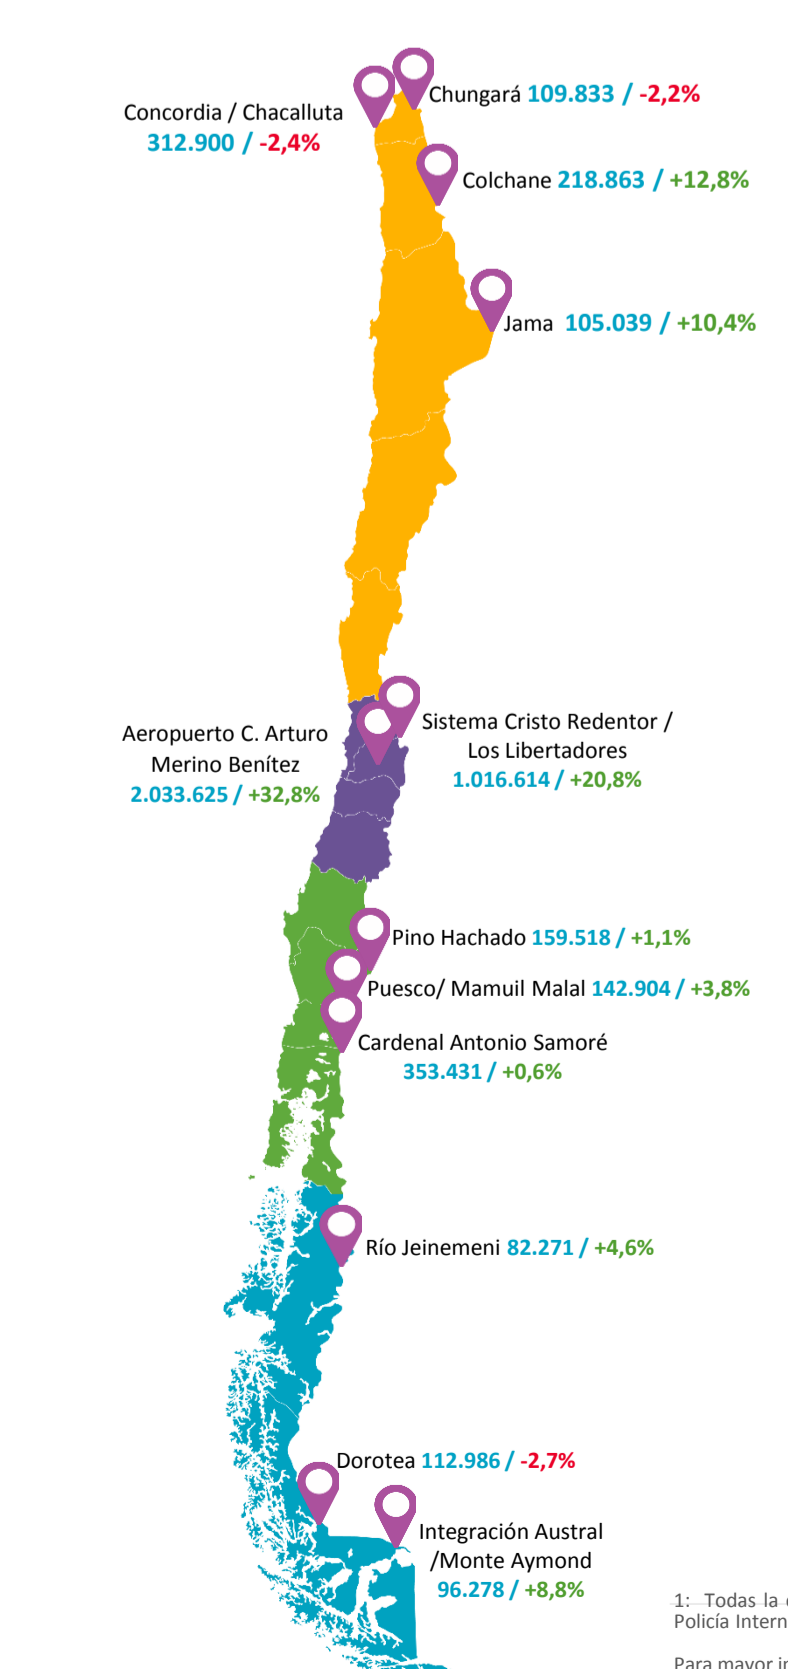 Chungará 109.833 / -2,2%
Concordia / Chacalluta
312.900 / -2,4%
Colchane 218.863 / +12,8%
Jama 105.039 / +10,4%
Aeropuerto C. Arturo
Merino Benítez
2.033.625 / +32,8%
Sistema Cristo Redentor /
Los Libertadores
1.016.614 / +20,8%
Pino Hachado 159.518 / +1,1%
Puesco/ Mamuil Malal 142.904 / +3,8%
Cardenal Antonio Samoré
353.431 / +0,6%
Río Jeinemeni 82.271 / +4,6%
Dorotea 112.986 / -2,7%
Integración Austral
/Monte Aymond
96.278 / +8,8%
1: Todas la
Policía Intern
Para mayor